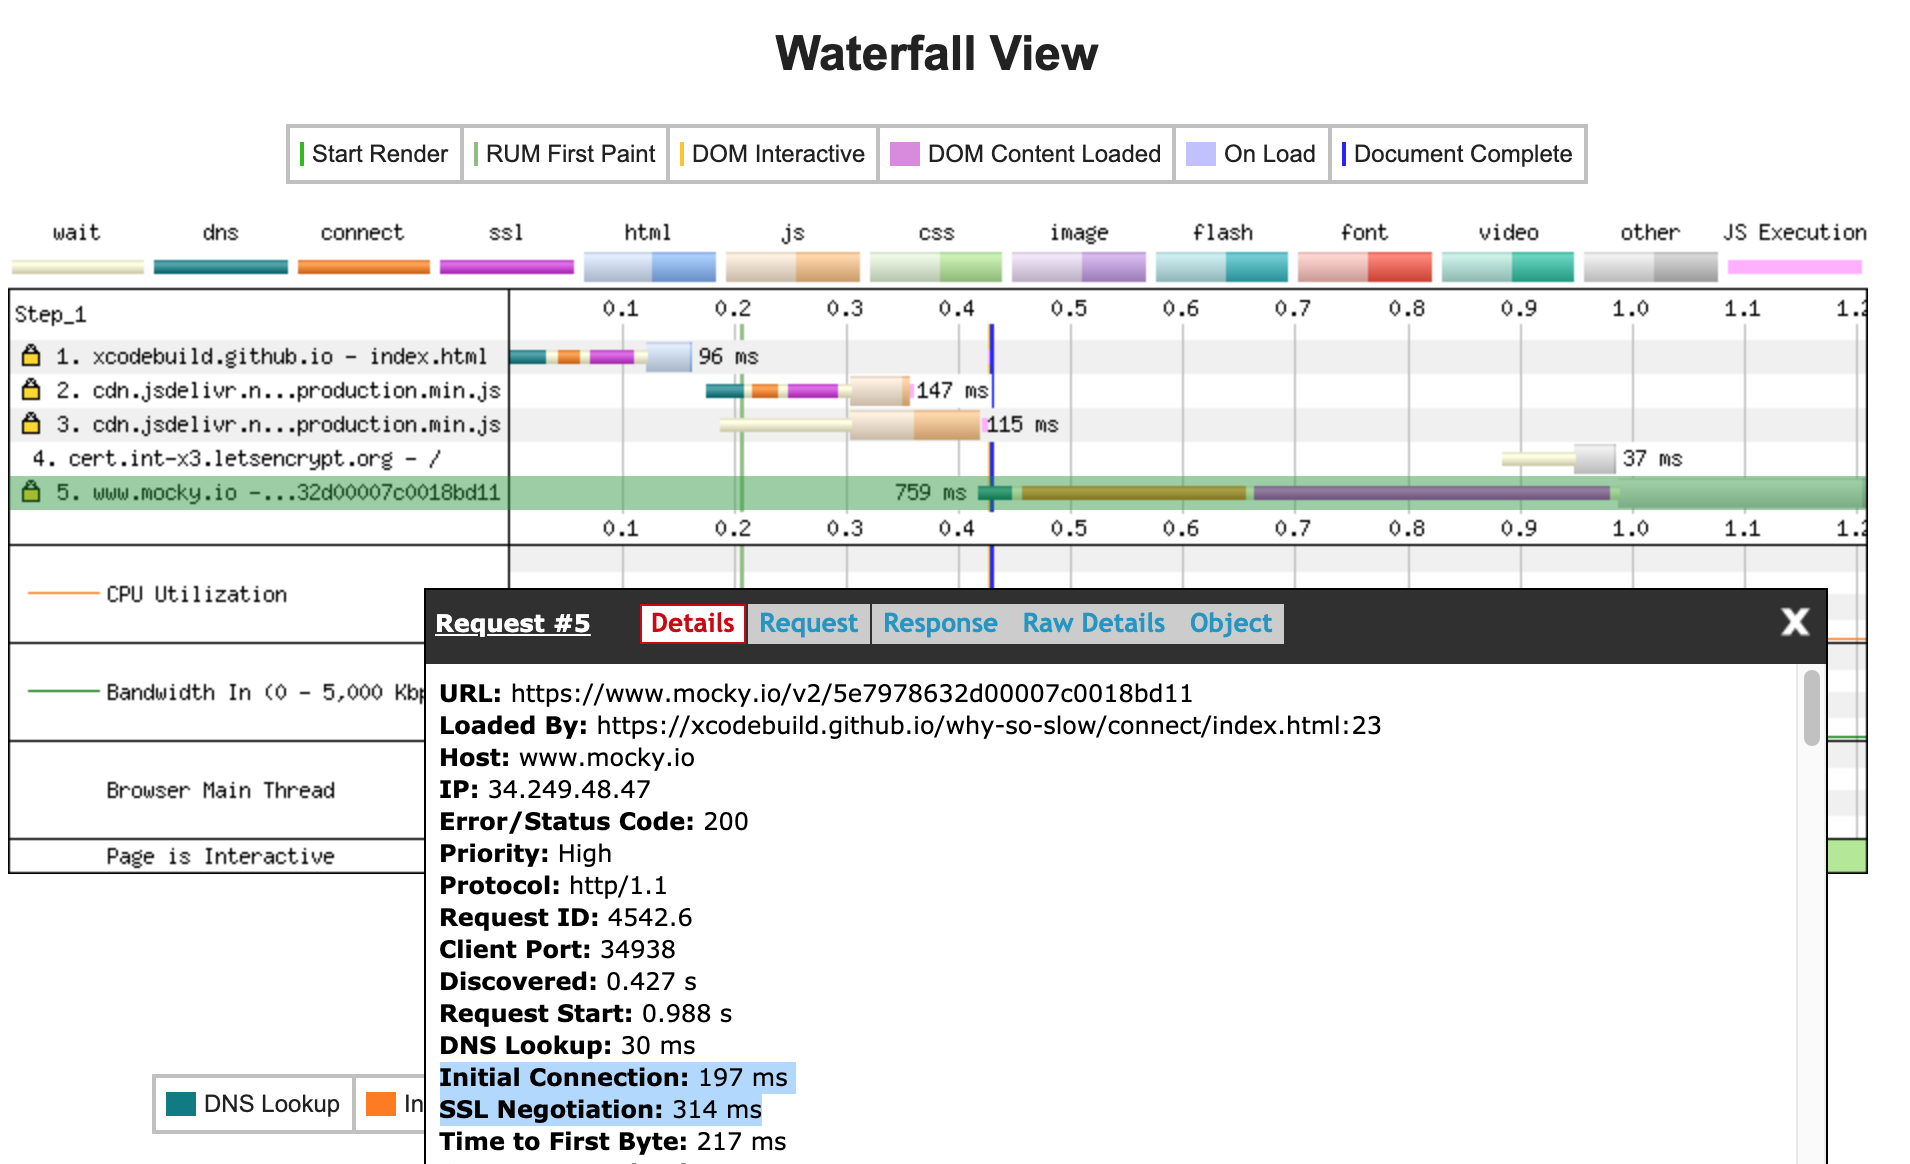 Waterfall View
Start Render RUM First Paint DOM Interactive DOM Content Loaded On Load Document Complete
wait dns connect ssl html js css image flash font video other JS Execution
Step_1 0.1 0.2 0.3 0.4 0.5 0.6 0.7 0.8 0.9 1.0 1.1
1. xcodebuild.github.io - index.html 96 ms
2. cdn.jsdelivr.n...production.min.js 147 ms
3. cdn.jsdelivr.n...production.min.js 115 ms
4. cert.int-x3.letsencrypt.org - / 37 ms
5. www.mocky.io -...32d00007c0018bd11 759 ms
0.1 0.2 0.3 0.4 0.5 0.6 0.7 0.8 0.9 1.0 1.1
CPU Utilization
Bandwidth In (0 - 5,000
Browser Main Thread
Page is Interactive
DNS Lookup
Request #5 Details Request Response Raw Details Object X
URL: https://www.mocky.io/v2/5e7978632d00007c0018bd11
Loaded By: https://xcodebuild.github.io/why-so-slow/connect/index.html:23
Host: www.mocky.io
IP: 34.249.48.47
Error/Status Code: 200
Priority: High
Protocol: http/1.1
Request ID: 4542.6
Client Port: 34938
Discovered: 0.427 s
Request Start: 0.988 s
DNS Lookup: 30 ms
Initial Connection: 197 ms
SSL Negotiation: 314 ms
Time to First Byte: 217 ms